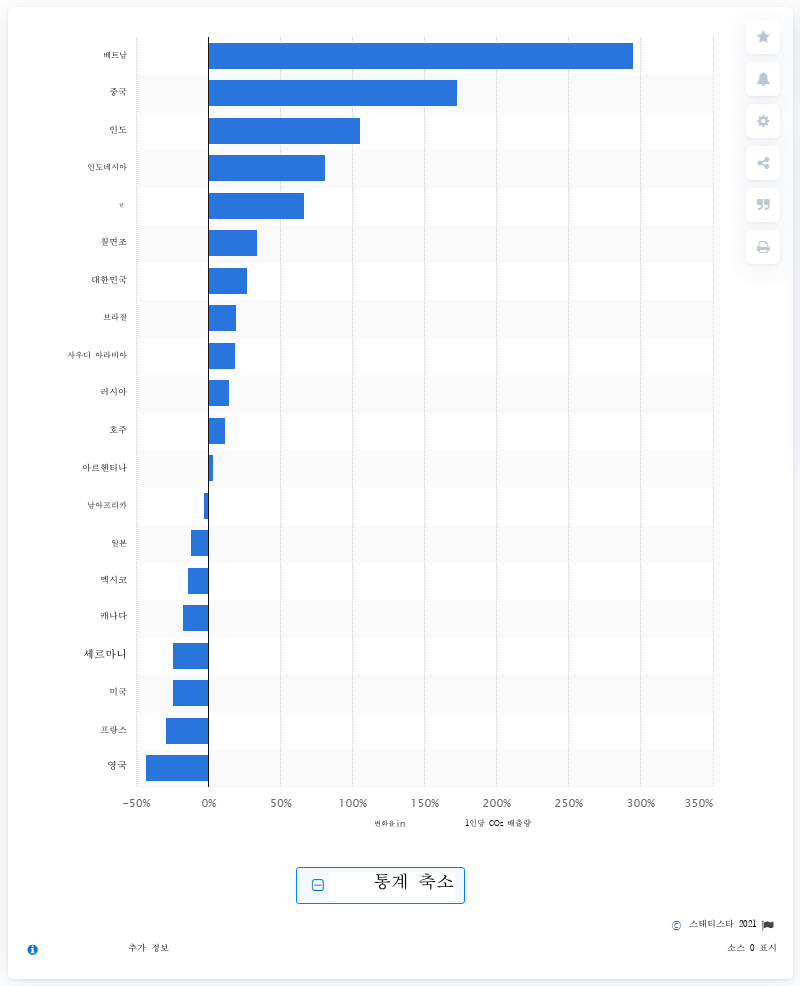 베트남
중국
인도
인도네시아
칠면조
대한민국
브라질
사우디 아라비아
러시아
호주
아르헨티나
남아프리카
일본
멕시코
캐나다
세르마니
미국
프랑스
영국
-50% 0% 50% 100% 150% 200% 250% 300% 350%
변화율 in 1인당 CO₂ 배출량
통계 축소
© 스태티스타 2021
추가 정보 소스 0 표시